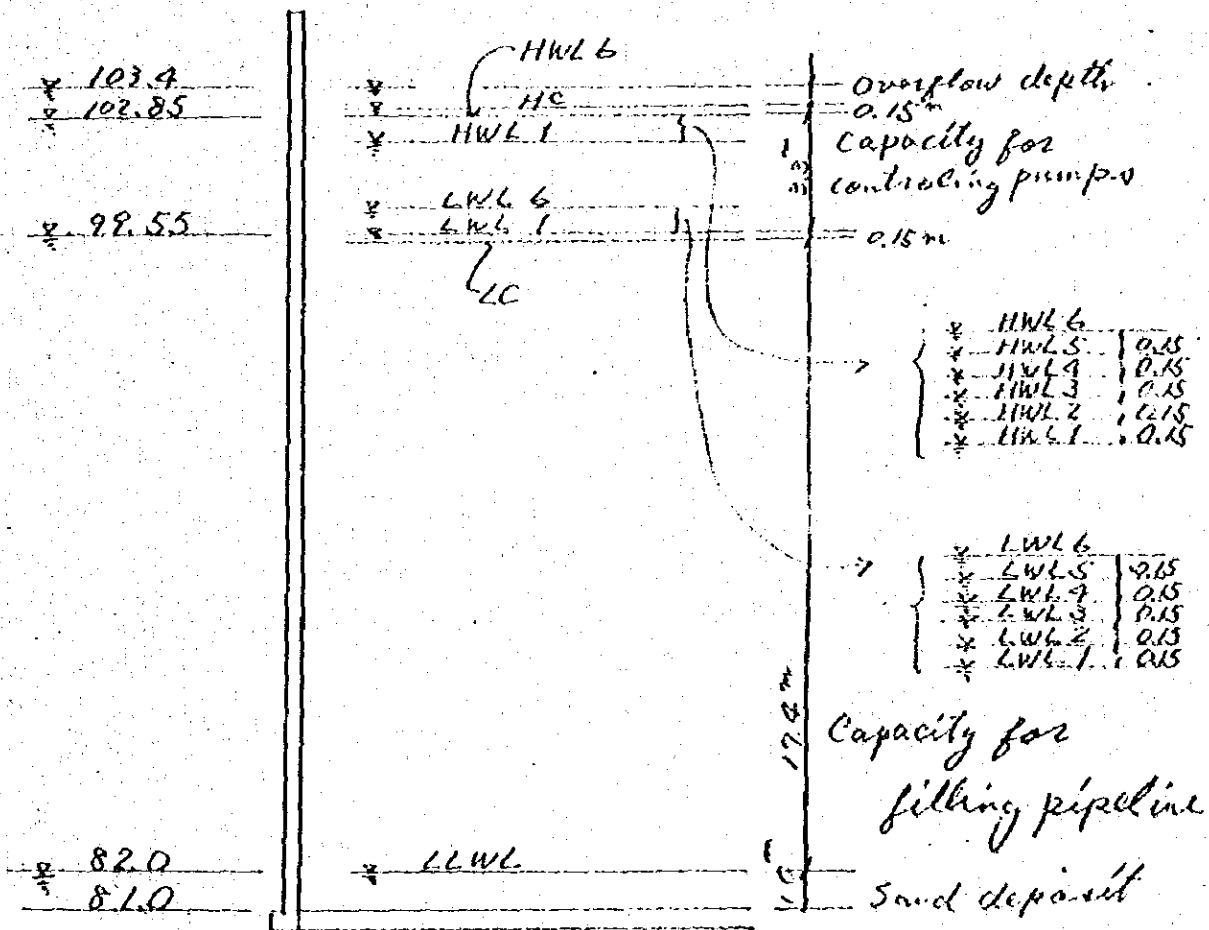 HWL 6
103.4
Overflow depth
102.85
HC
0.15m
HWL 1
Capacity for
controling pumps
LWL 6
99.55
LWL 1
0.15m
LC
HWL 6
HWL 5 0.15
HWL 4 0.15
HWL 3 0.15
HWL 2 0.15
HWL 1 0.15
LWL 6
LWL 5 0.15
LWL 4 0.15
LWL 3 0.15
LWL 2 0.15
LWL 1 0.15
17.4m
Capacity for
filling pipeline
82.0
LLWL
81.0
Sand deposit